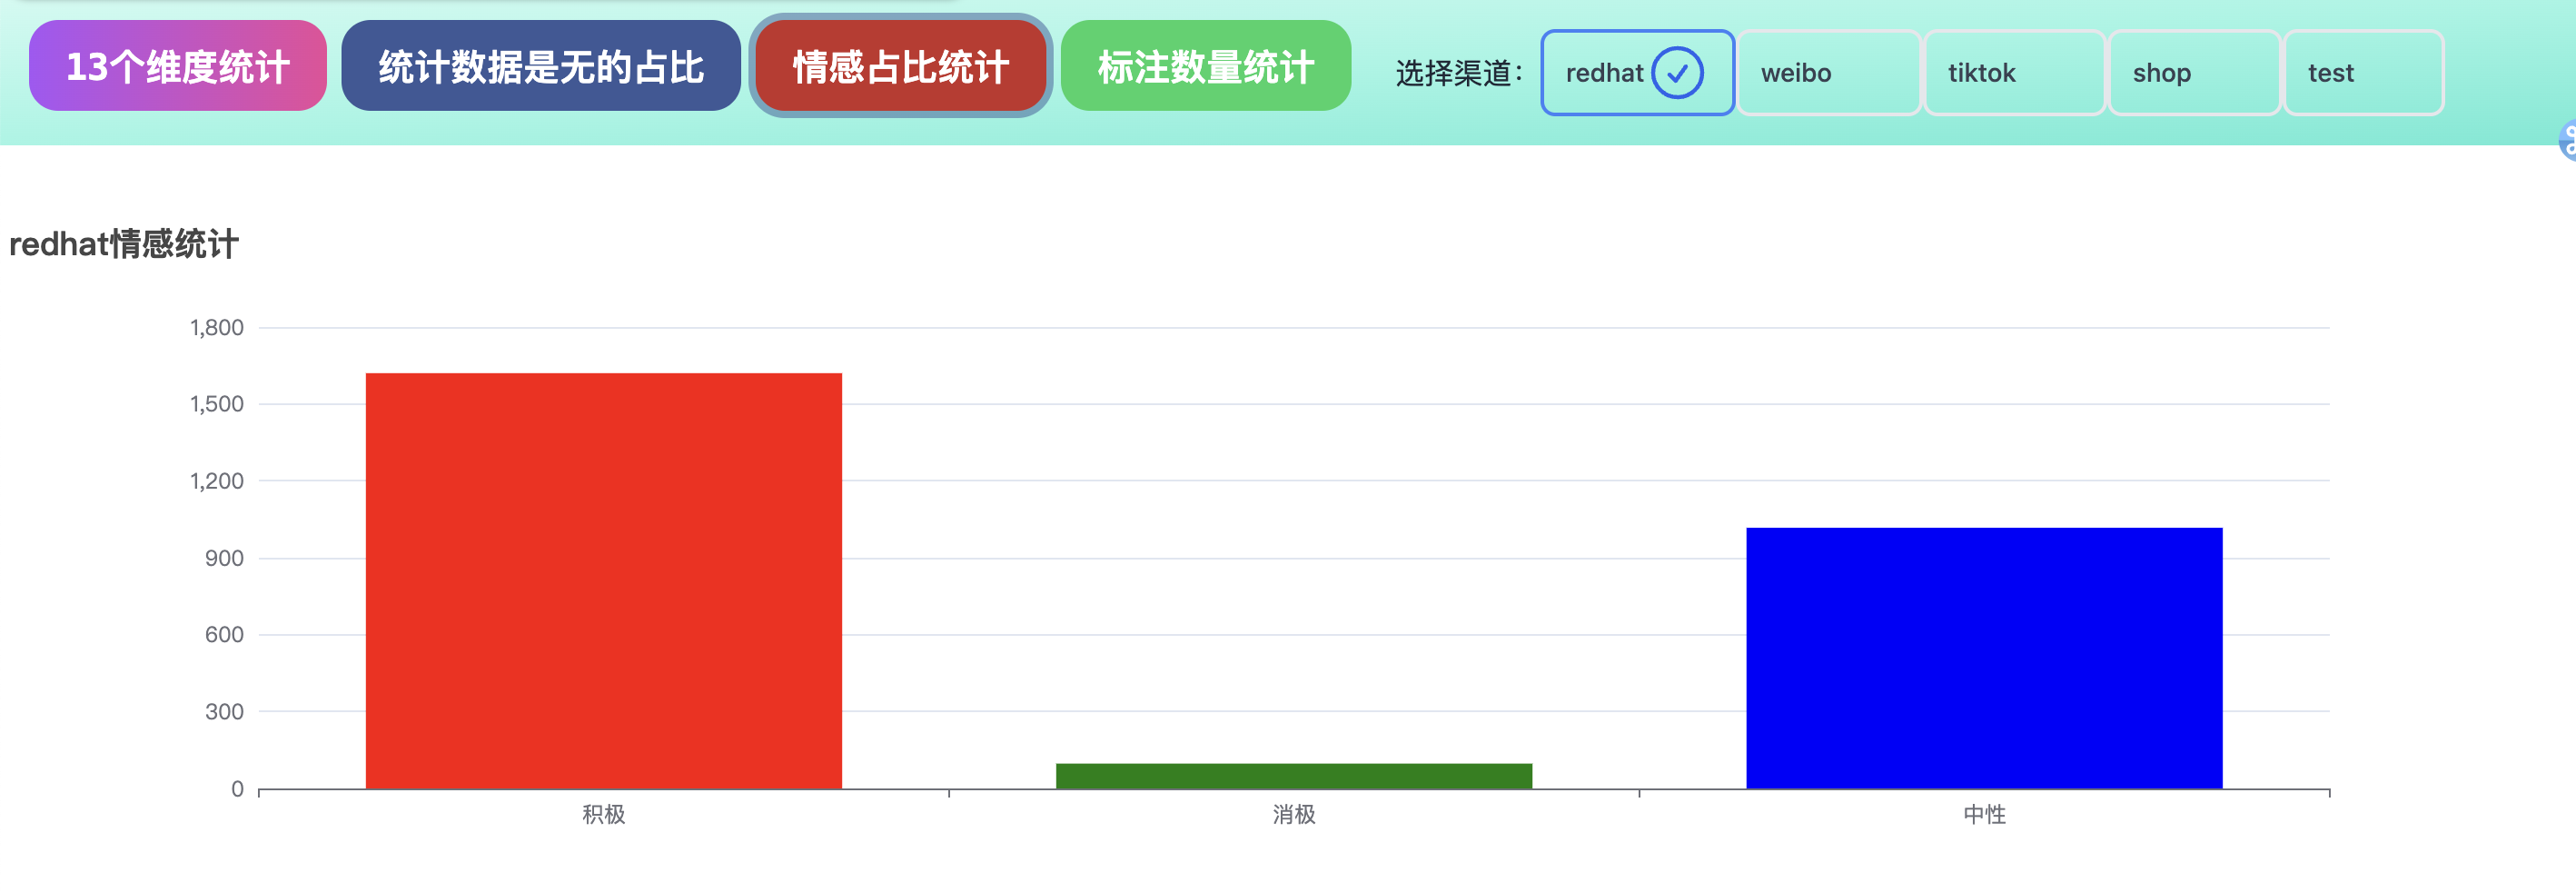 13个维度统计 统计数据是无的占比 情感占比统计 标注数量统计 选择渠道： redhat weibo tiktok shop test
redhat情感统计
1,800
1,500
1,200
900
600
300
0
积极 消极 中性